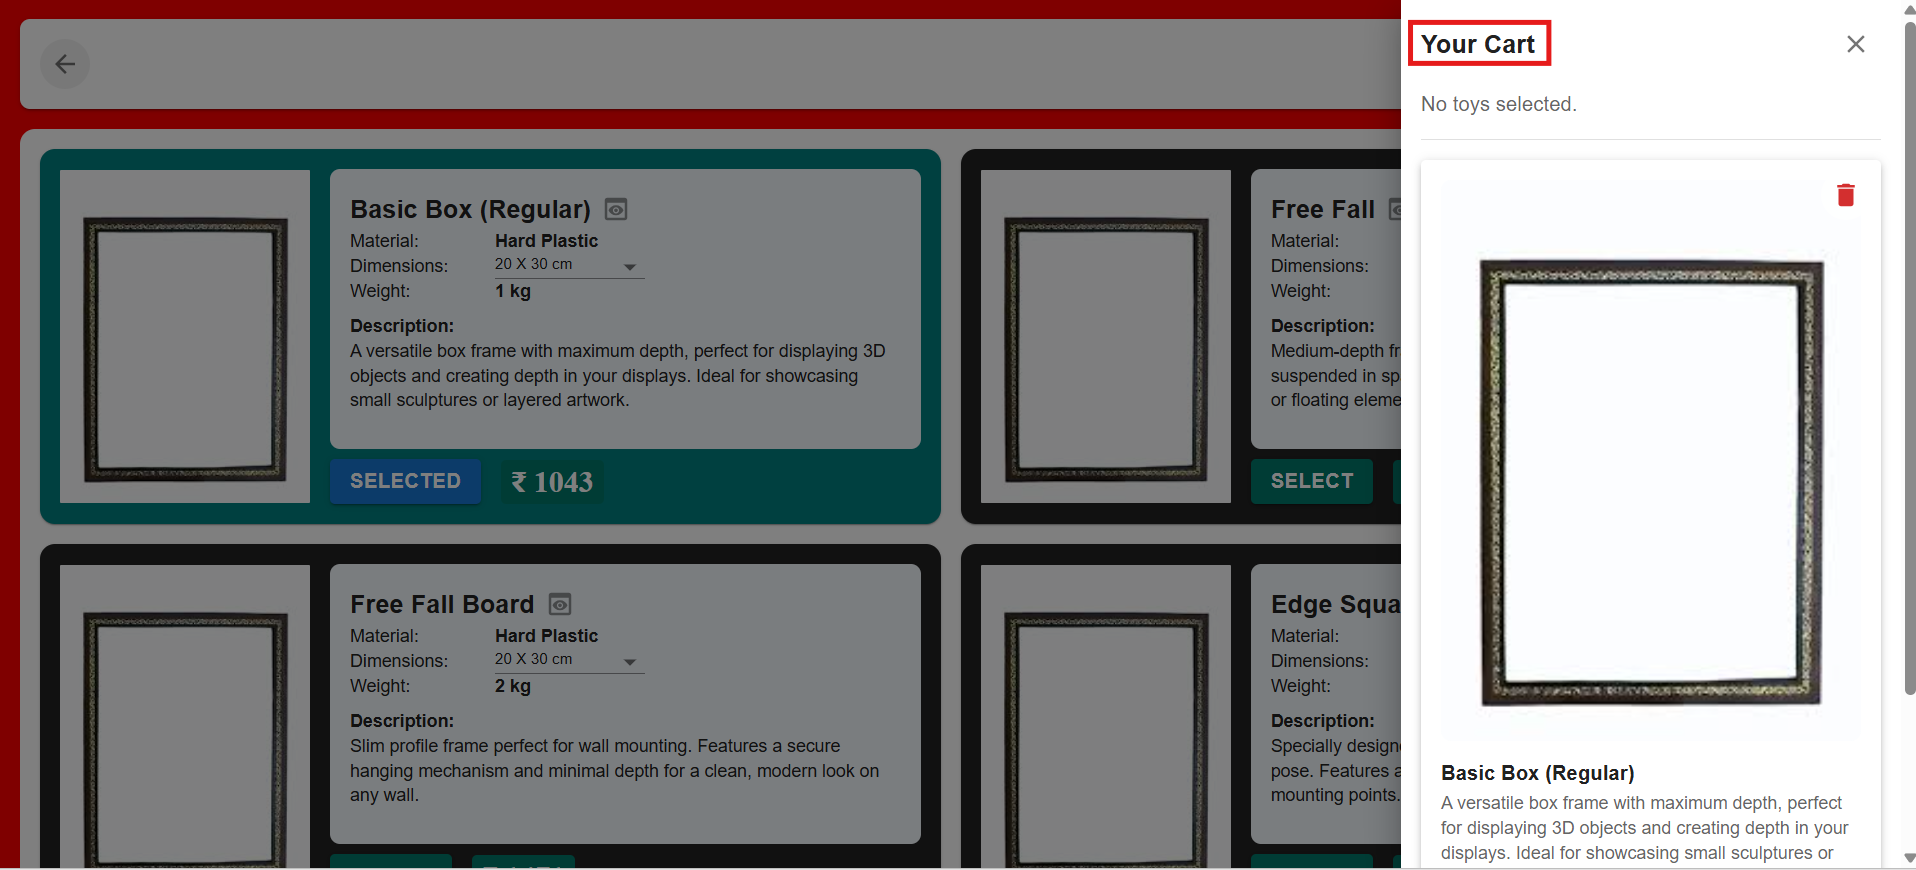 Basic Box (Regular)
Material: Hard Plastic
Dimensions: 20 X 30 cm
Weight: 1 kg
Description:
A versatile box frame with maximum depth, perfect for displaying 3D
objects and creating depth in your displays. Ideal for showcasing
small sculptures or layered artwork.
SELECTED ₹ 1043
Free Fall
Material:
Dimensions:
Weight:
Description:
Medium-depth fr
suspended in sp
or floating eleme
SELECT
Free Fall Board
Material: Hard Plastic
Dimensions: 20 X 30 cm
Weight: 2 kg
Description:
Slim profile frame perfect for wall mounting. Features a secure
hanging mechanism and minimal depth for a clean, modern look on
any wall.
Edge Squa
Material:
Dimensions:
Weight:
Description:
Specially designe
pose. Features a
mounting points.
Your Cart
No toys selected.
Basic Box (Regular)
A versatile box frame with maximum depth, perfect
for displaying 3D objects and creating depth in your
displays. Ideal for showcasing small sculptures or